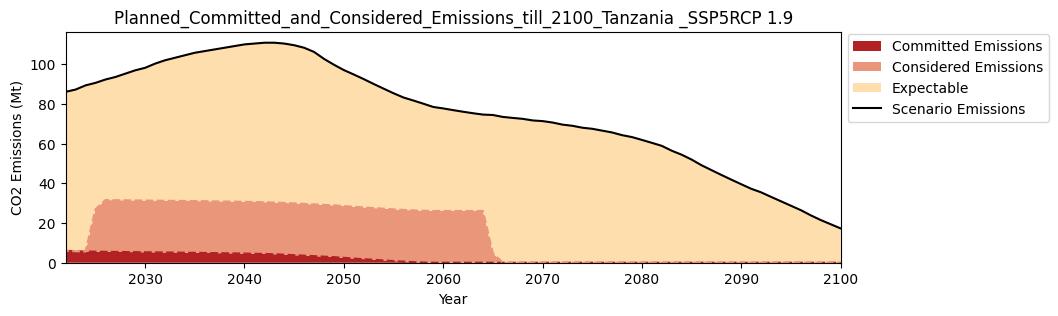 Planned_Committed_and_Considered_Emissions_till_2100_Tanzania _SSP5RCP 1.9
Committed Emissions
Considered Emissions
Expectable
Scenario Emissions
CO2 Emissions (Mt)
100
80
60
40
20
0
2030 2040 2050 2060 2070 2080 2090 2100
Year